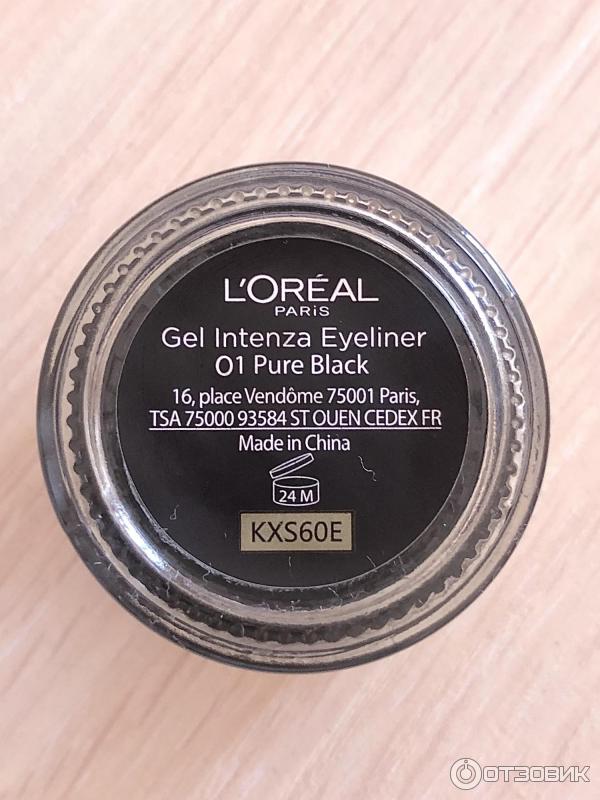 L'ORÉAL
PARIS
Gel Intenza Eyeliner
01 Pure Black
16, place Vendôme 75001 Paris,
TSA 75000 93584 ST OUEN CEDEX FR
Made in China
24 M
KXS60E
ОТЗОВИК